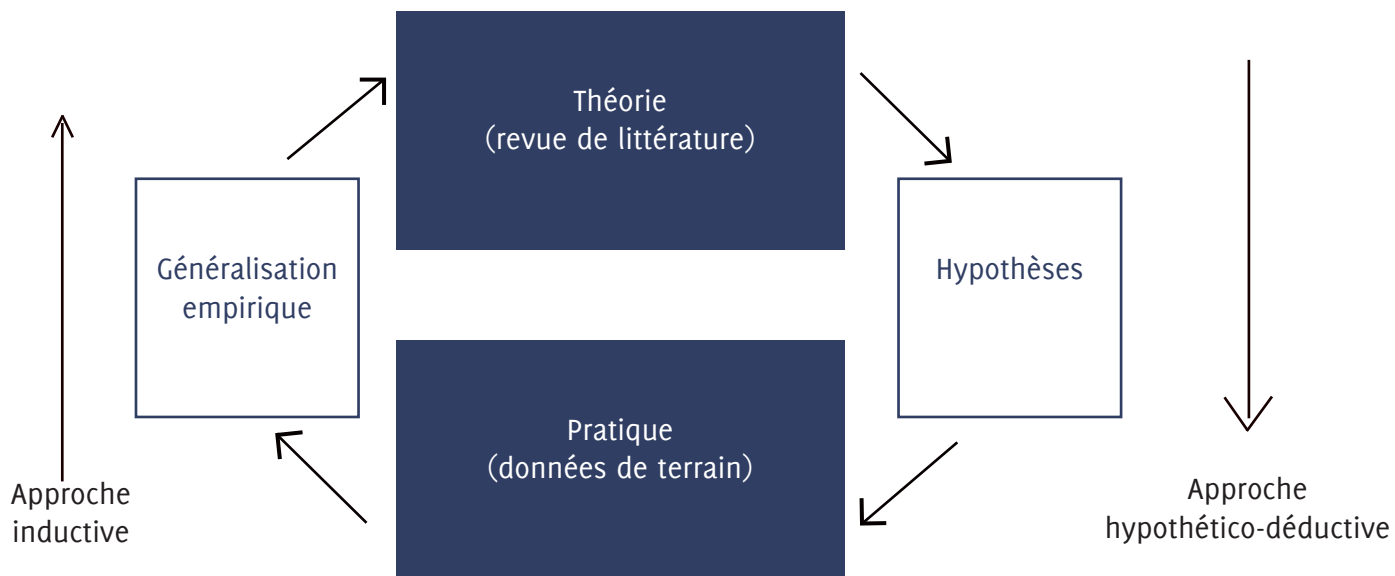 Théorie
(revue de littérature)
Généralisation
empirique
Hypothèses
Pratique
(données de terrain)
Approche
inductive
Approche
hypothético-déductive